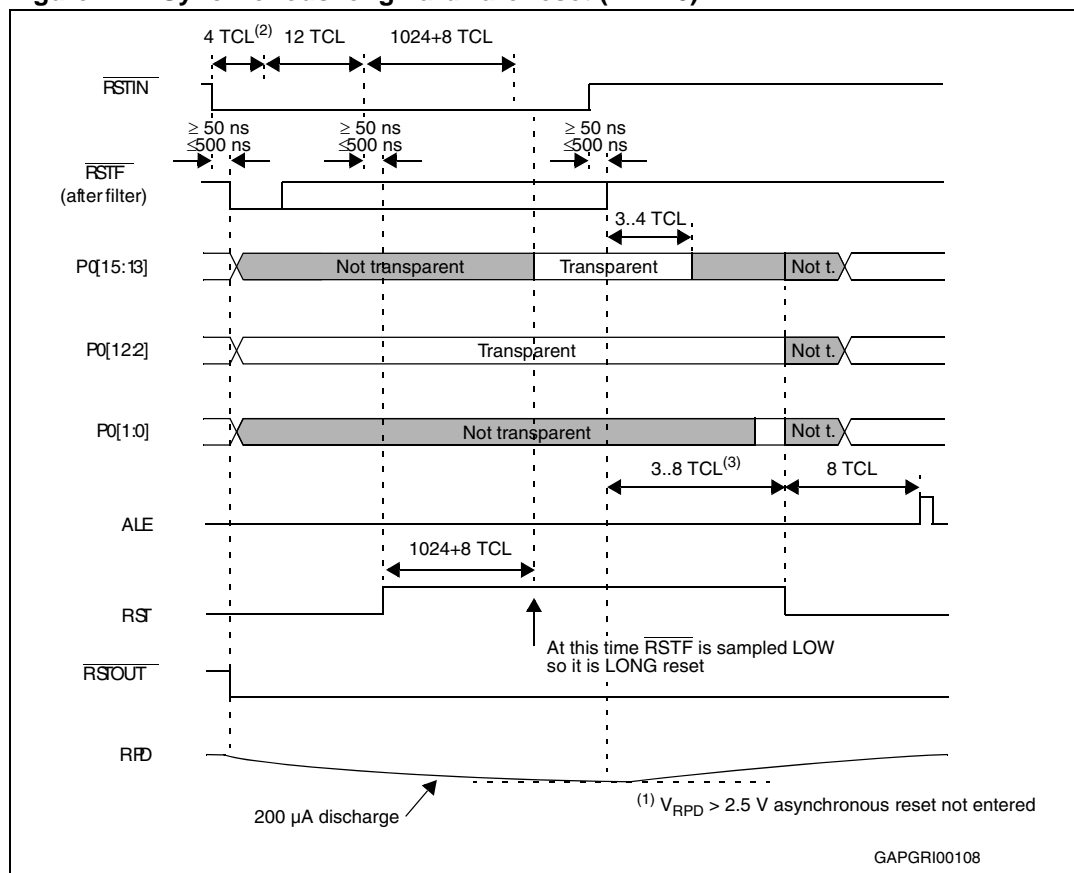 4 TCL(2) 12 TCL 1024+8 TCL
RSTIN
≥ 50 ns ≥ 50 ns ≥ 50 ns
≤500 ns ≤500 ns ≤500 ns
RSTF
(after filter)
3..4 TCL
P0[15:13] Not transparent Transparent Not t.
P0[12:2] Transparent Not t.
P0[1:0] Not transparent Not t.
3..8 TCL(3) 8 TCL
ALE
1024+8 TCL
RST
At this time RSTF is sampled LOW
so it is LONG reset
RSTOUT
RPD
200 µA discharge
(1) VRPD > 2.5 V asynchronous reset not entered
GAPGRI00108